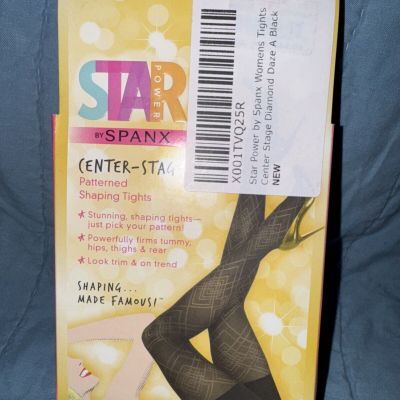 STAR
POWER
BY SPANX
CENTER-STAG
Patterned
Shaping Tights
★ Stunning, shaping tights—
just pick your pattern!
★ Powerfully firms tummy,
hips, thighs & rear
★ Look trim & on trend
SHAPING...
MADE FAMOUS!™
X001TVQ25R
Star Power by Spanx Womens Tights
Center Stage Diamond Daze A Black
NEW